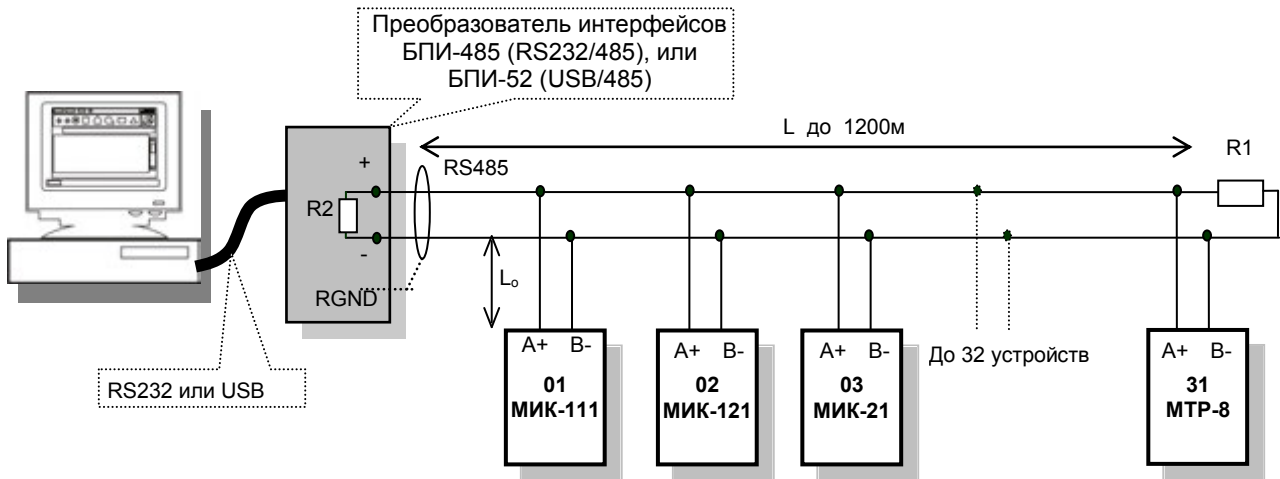 Преобразователь интерфейсов
БПИ-485 (RS232/485), или
БПИ-52 (USB/485)
L до 1200м
R1
+
RS485
R2
-
RGND
Lo
RS232 или USB
A+ B-
01
МИК-111
A+ B-
02
МИК-121
A+ B-
03
МИК-21
До 32 устройств
A+ B-
31
МТР-8